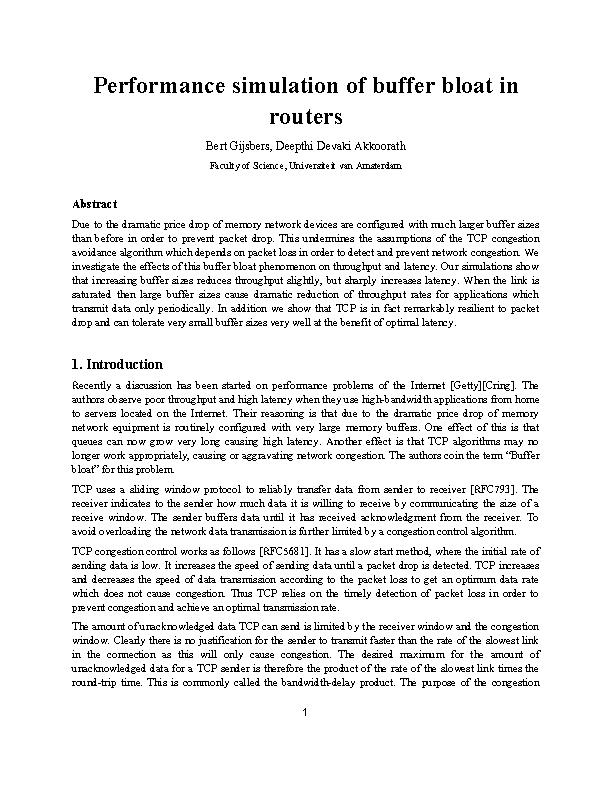 Performance simulation of buffer bloat in
routers
Bert Gijsbers, Deepthi Devaki Akkoorath
Faculty of Science, Universiteit van Amsterdam
Abstract
Due to the dramatic price drop of memory network devices are configured with much larger buffer sizes
than before in order to prevent packet drop. This undermines the assumptions of the TCP congestion
avoidance algorithm which depends on packet loss in order to detect and prevent network congestion. We
investigate the effects of this buffer bloat phenomenon on throughput and latency. Our simulations show
that increasing buffer sizes reduces throughput slightly, but sharply increases latency. When the link is
saturated then large buffer sizes cause dramatic reduction of throughput rates for applications which
transmit data only periodically. In addition we show that TCP is in fact remarkably resilient to packet
drop and can tolerate very small buffer sizes very well at the benefit of optimal latency.
1. Introduction
Recently a discussion has been started on performance problems of the Internet [Getty][Cring]. The
authors observe poor throughput and high latency when they use high-bandwidth applications from home
to servers located on the Internet. Their reasoning is that due to the dramatic price drop of memory
network equipment is routinely configured with very large memory buffers. One effect of this is that
queues can now grow very long causing high latency. Another effect is that TCP algorithms may no
longer work appropriately, causing or aggravating network congestion. The authors coin the term “Buffer
bloat” for this problem.
TCP uses a sliding window protocol to reliably transfer data from sender to receiver [RFC793]. The
receiver indicates to the sender how much data it is willing to receive by communicating the size of a
receive window. The sender buffers data until it has received acknowledgment from the receiver. To
avoid overloading the network data transmission is further limited by a congestion control algorithm.
TCP congestion control works as follows [RFC5681]. It has a slow start method, where the initial rate of
sending data is low. It increases the speed of sending data until a packet drop is detected. TCP increases
and decreases the speed of data transmission according to the packet loss to get an optimum data rate
which does not cause congestion. Thus TCP relies on the timely detection of packet loss in order to
prevent congestion and achieve an optimal transmission rate.
The amount of unacknowledged data TCP can send is limited by the receiver window and the congestion
window. Clearly there is no justification for the sender to transmit faster than the rate of the slowest link
in the connection as this will only cause congestion. The desired maximum for the amount of
unacknowledged data for a TCP sender is therefore the product of the rate of the slowest link times the
round-trip time. This is commonly called the bandwidth-delay product. The purpose of the congestion
1